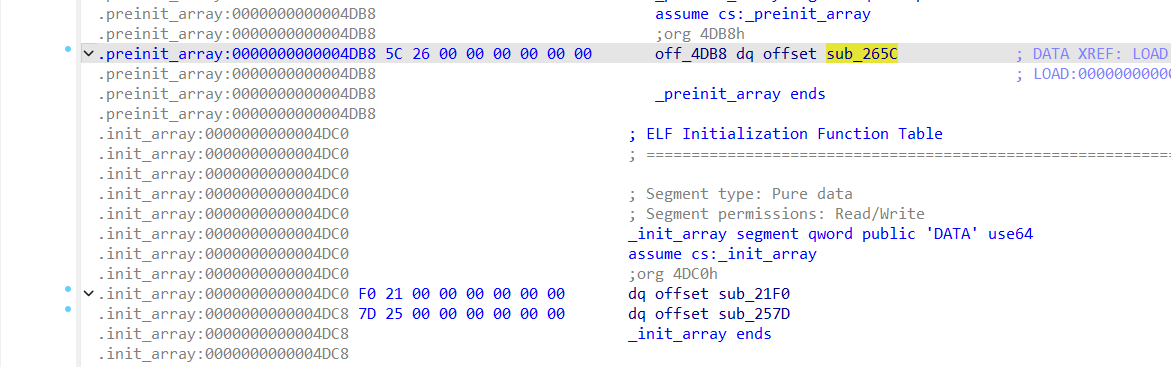 .preinit_array:0000000000004DB8 assume cs:_preinit_array
.preinit_array:0000000000004DB8 ;org 4DB8h
.preinit_array:0000000000004DB8 5C 26 00 00 00 00 00 00 off_4DB8 dq offset sub_265C ; DATA XREF: LOAD
.preinit_array:0000000000004DB8 ; LOAD:0000000000
.preinit_array:0000000000004DB8 _preinit_array ends
.preinit_array:0000000000004DB8
.init_array:0000000000004DC0 ; ELF Initialization Function Table
.init_array:0000000000004DC0 ; ===========================================================
.init_array:0000000000004DC0
.init_array:0000000000004DC0 ; Segment type: Pure data
.init_array:0000000000004DC0 ; Segment permissions: Read/Write
.init_array:0000000000004DC0 _init_array segment qword public 'DATA' use64
.init_array:0000000000004DC0 assume cs:_init_array
.init_array:0000000000004DC0 ;org 4DC0h
.init_array:0000000000004DC0 F0 21 00 00 00 00 00 00 dq offset sub_21F0
.init_array:0000000000004DC8 7D 25 00 00 00 00 00 00 dq offset sub_257D
.init_array:0000000000004DC8 _init_array ends
.init_array:0000000000004DC8